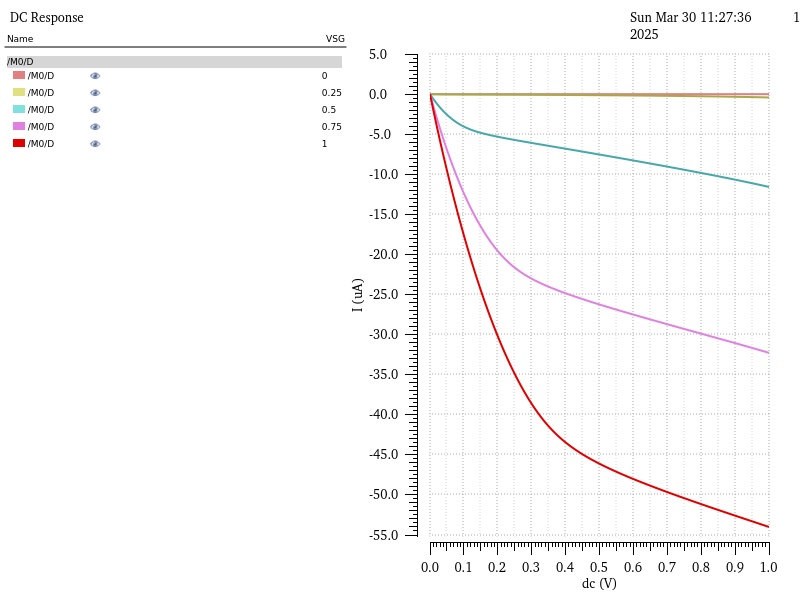 DC Response
Sun Mar 30 11:27:36 2025
1
Name VSG
/M0/D
/M0/D 0
/M0/D 0.25
/M0/D 0.5
/M0/D 0.75
/M0/D 1
5.0
0.0
-5.0
-10.0
-15.0
-20.0
-25.0
-30.0
-35.0
-40.0
-45.0
-50.0
-55.0
I (uA)
0.0 0.1 0.2 0.3 0.4 0.5 0.6 0.7 0.8 0.9 1.0
dc (V)